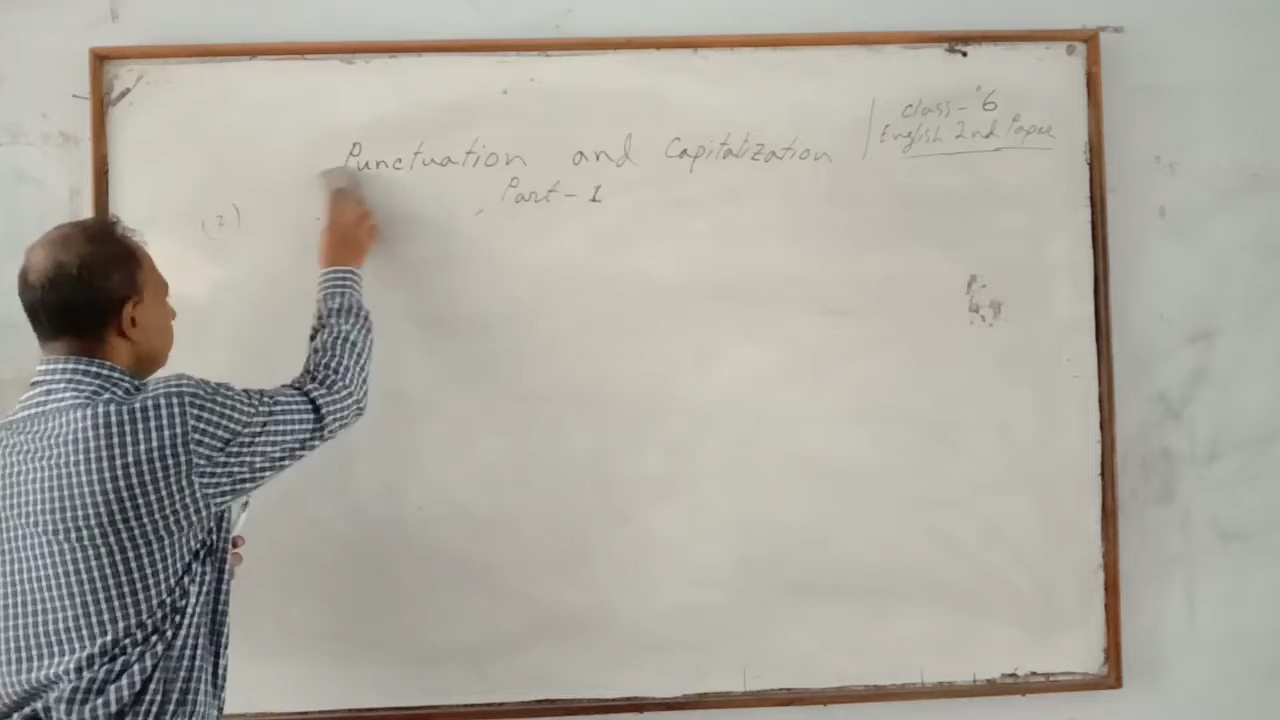 class - 6
English 2nd Paper
Punctuation and Capitalization
Part - 1
(2)